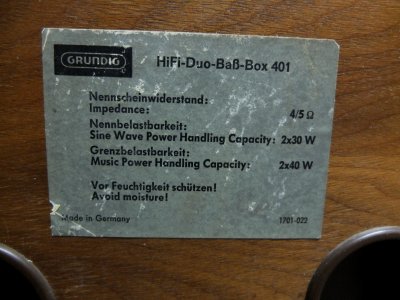 GRUNDIG HiFi-Duo-Baß-Box 401
Nennscheinwiderstand:
Impedance: 4/5 Ω
Nennbelastbarkeit:
Sine Wave Power Handling Capacity: 2x30 W
Grenzbelastbarkeit:
Music Power Handling Capacity: 2x40 W
Vor Feuchtigkeit schützen!
Avoid moisture!
Made in Germany 1701-022